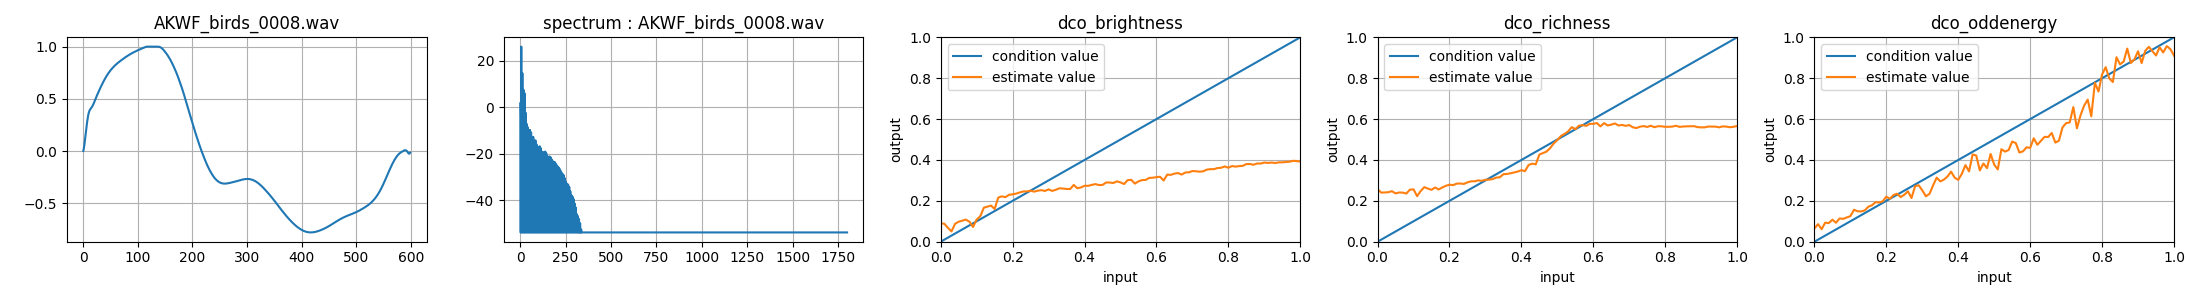 AKWF_birds_0008.wav
1.0
0.5
0.0
−0.5
0 100 200 300 400 500 600
spectrum : AKWF_birds_0008.wav
20
0
−20
−40
0 250 500 750 1000 1250 1500 1750
dco_brightness
condition value
estimate value
output
1.0
0.8
0.6
0.4
0.2
0.0
0.0 0.2 0.4 0.6 0.8 1.0
input
dco_richness
condition value
estimate value
output
1.0
0.8
0.6
0.4
0.2
0.0
0.0 0.2 0.4 0.6 0.8 1.0
input
dco_oddenergy
condition value
estimate value
output
1.0
0.8
0.6
0.4
0.2
0.0
0.0 0.2 0.4 0.6 0.8 1.0
input